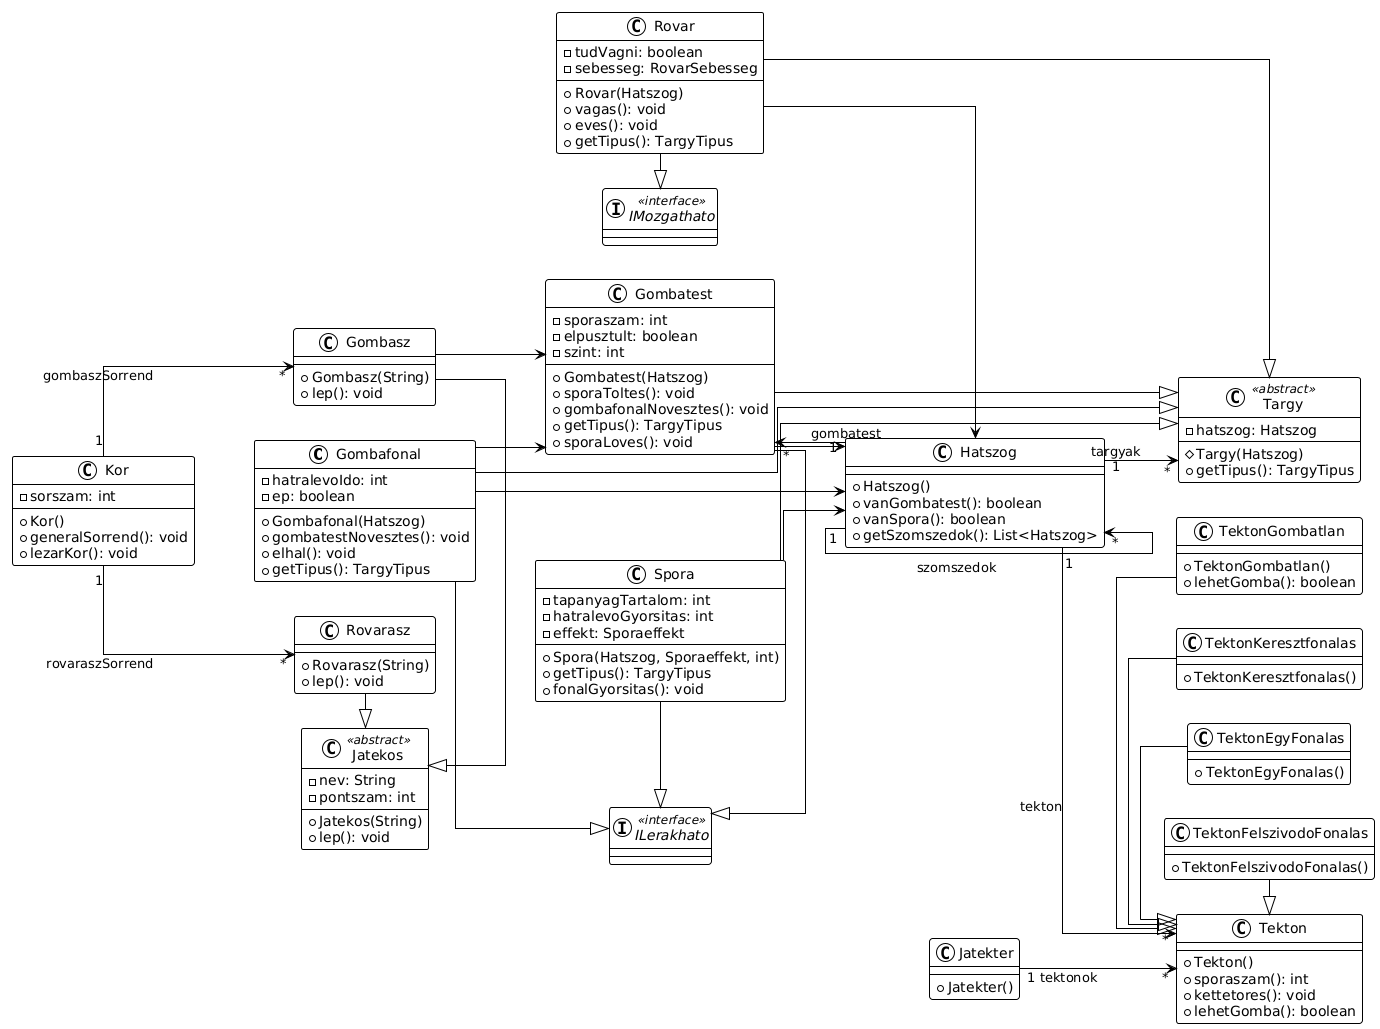 C Rovar
tudVagni: boolean
sebesseg: RovarSebesseg
Rovar(Hatszog)
vagas(): void
eves(): void
getTipus(): TargyTipus
I «interface»
IMozgathato
C Gombatest
sporaszam: int
elpusztult: boolean
szint: int
Gombatest(Hatszog)
sporaToltes(): void
gombafonalNovesztes(): void
getTipus(): TargyTipus
sporaLoves(): void
C Gombasz
Gombasz(String)
lep(): void
gombaszSorrend
*
1
C Kor
sorszam: int
Kor()
generalSorrend(): void
lezarKor(): void
1
rovaraszSorrend
*
C Gombafonal
hatralevoIdo: int
ep: boolean
Gombafonal(Hatszog)
gombatestNovesztes(): void
elhal(): void
getTipus(): TargyTipus
C «abstract»
Targy
hatszog: Hatszog
Targy(Hatszog)
getTipus(): TargyTipus
gombatest
1
*
C Hatszog
Hatszog()
vanGombatest(): boolean
vanSpora(): boolean
getSzomszedok(): List<Hatszog>
targyak
1
*
1
*
szomszedok
1
C Spora
tapanyagTartalom: int
hatralevoGyorsitas: int
effekt: Sporaeffekt
Spora(Hatszog, Sporaeffekt, int)
getTipus(): TargyTipus
fonalGyorsitas(): void
C TektonGombatlan
TektonGombatlan()
lehetGomba(): boolean
C Rovarasz
Rovarasz(String)
lep(): void
C TektonKeresztfonalas
TektonKeresztfonalas()
C «abstract»
Jatekos
nev: String
pontszam: int
Jatekos(String)
lep(): void
C TektonEgyFonalas
TektonEgyFonalas()
I «interface»
ILerakhato
tekton
C TektonFelszivodoFonalas
TektonFelszivodoFonalas()
*
C Tekton
Tekton()
sporaszam(): int
kettetores(): void
lehetGomba(): boolean
C Jatekter
Jatekter()
1 tektonok
*